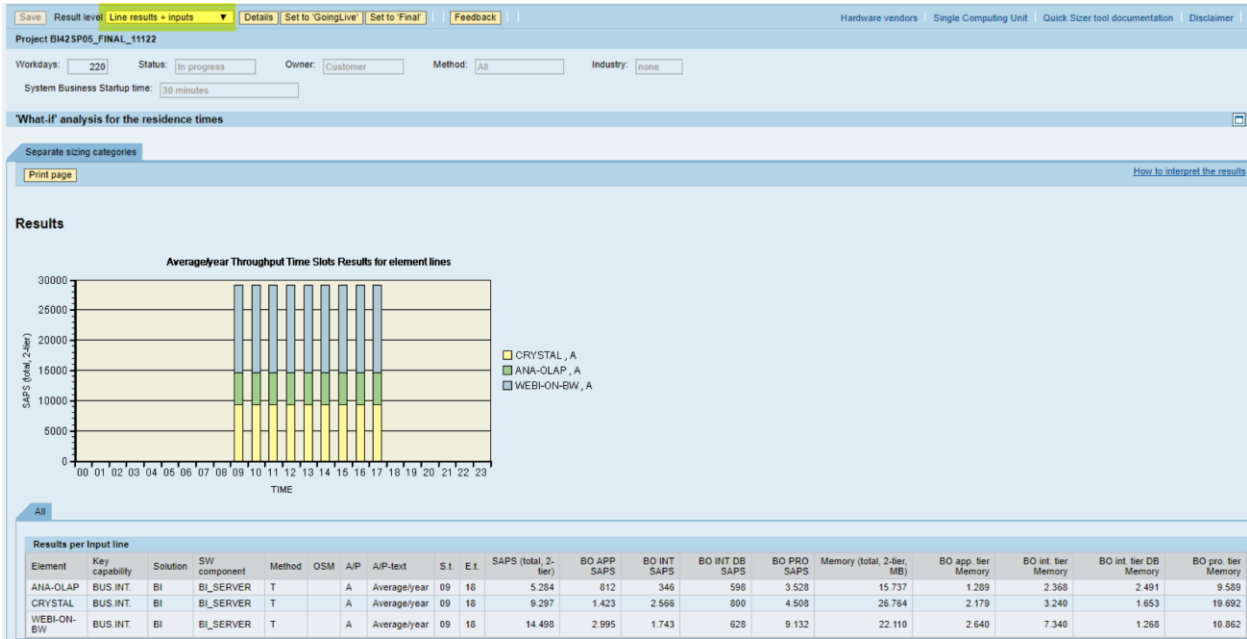 Save Result level Line results + inputs Details Set to 'GoingLive' Set to 'Final' Feedback Hardware vendors Single Computing Unit Quick Sizer tool documentation Disclaimer
Project BI42SP05_FINAL_11122
Workdays: 220 Status: In progress Owner: Customer Method: All Industry: none
System Business Startup time: 30 minutes
'What-if' analysis for the residence times
Separate sizing categories
Print page How to interpret the results
Results
Average/year Throughput Time Slots Results for element lines
30000
25000
20000
15000
10000
5000
0
SAPS (total, 2-tier)
CRYSTAL , A
ANA-OLAP , A
WEBI-ON-BW , A
00 01 02 03 04 05 06 07 08 09 10 11 12 13 14 15 16 17 18 19 20 21 22 23
TIME
All
Results per Input line
Element Key capability Solution SW component Method OSM A/P A/P-text S.t. E.t. SAPS (total, 2-tier) BO APP SAPS BO INT SAPS BO INT DB SAPS BO PRO SAPS Memory (total, 2-tier, MB) BO app. tier Memory BO int. tier Memory BO int. tier DB Memory BO pro. tier Memory
ANA-OLAP BUS.INT. BI BI_SERVER T A Average/year 09 18 5.284 812 346 598 3.528 15.737 1.289 2.368 2.491 9.589
CRYSTAL BUS.INT. BI BI_SERVER T A Average/year 09 18 9.297 1.423 2.566 800 4.508 26.764 2.179 3.240 1.653 19.692
WEBI-ON-BW BUS.INT. BI BI_SERVER T A Average/year 09 18 14.498 2.995 1.743 628 9.132 22.110 2.640 7.340 1.268 10.862